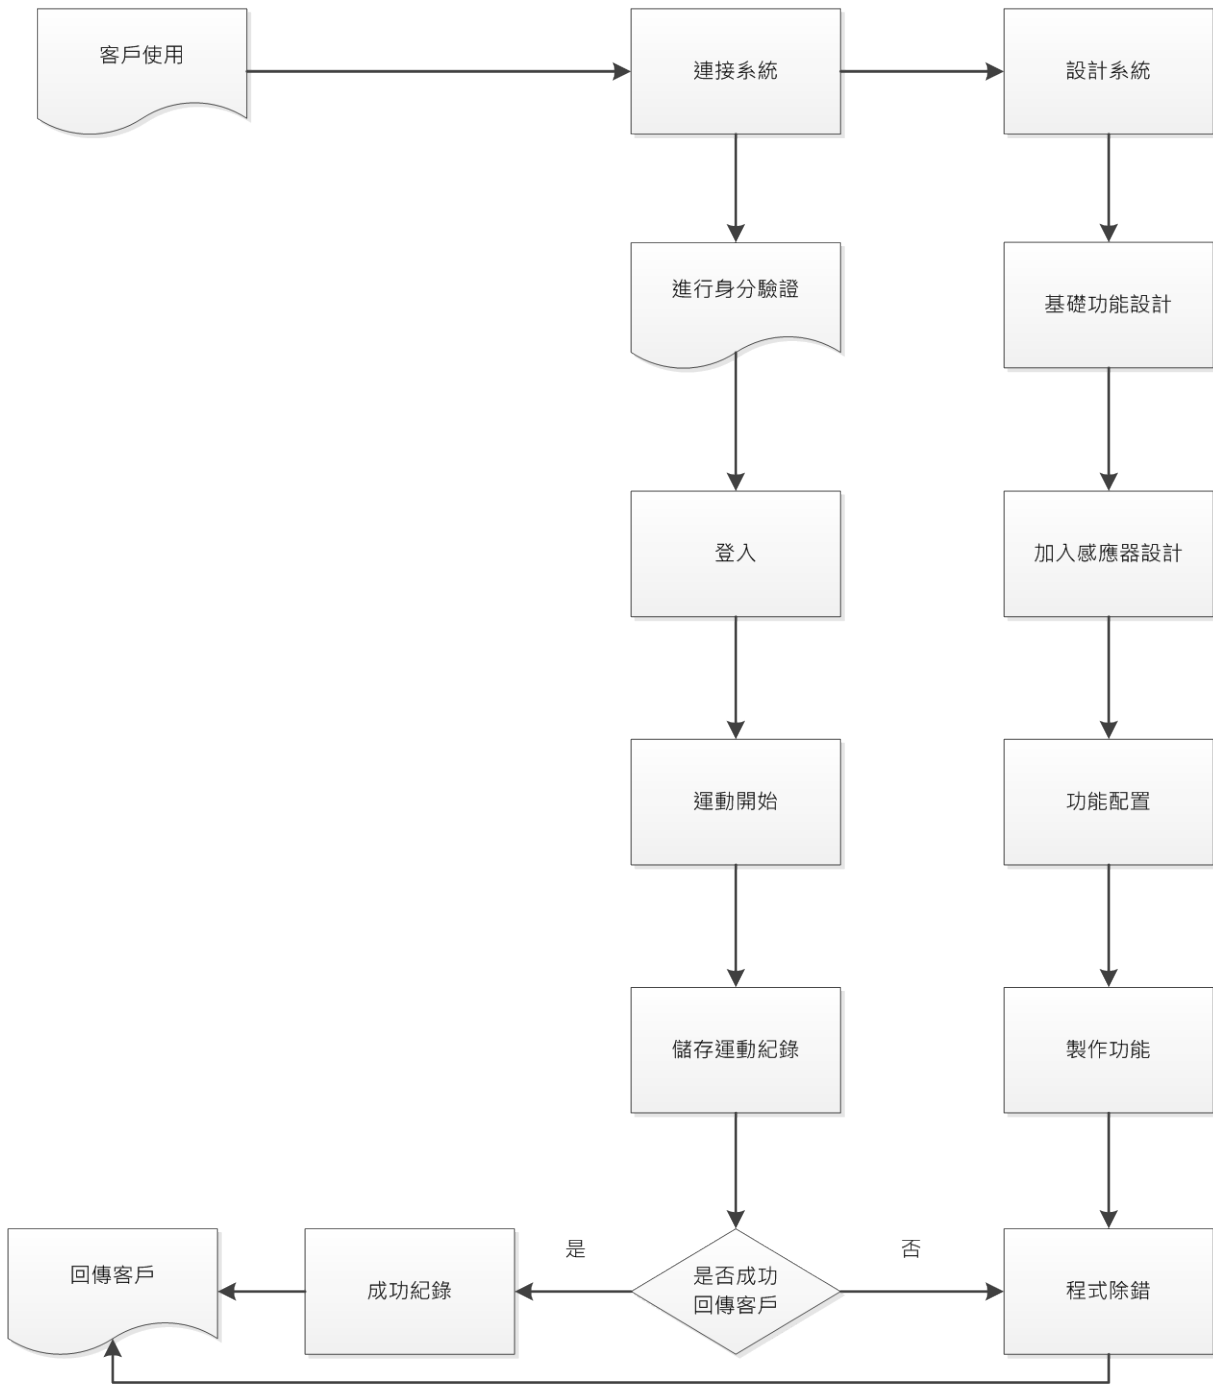 客戶使用
連接系統
設計系統
進行身分驗證
基礎功能設計
登入
加入感應器設計
運動開始
功能配置
儲存運動紀錄
製作功能
回傳客戶
成功紀錄
是
是否成功
回傳客戶
否
程式除錯